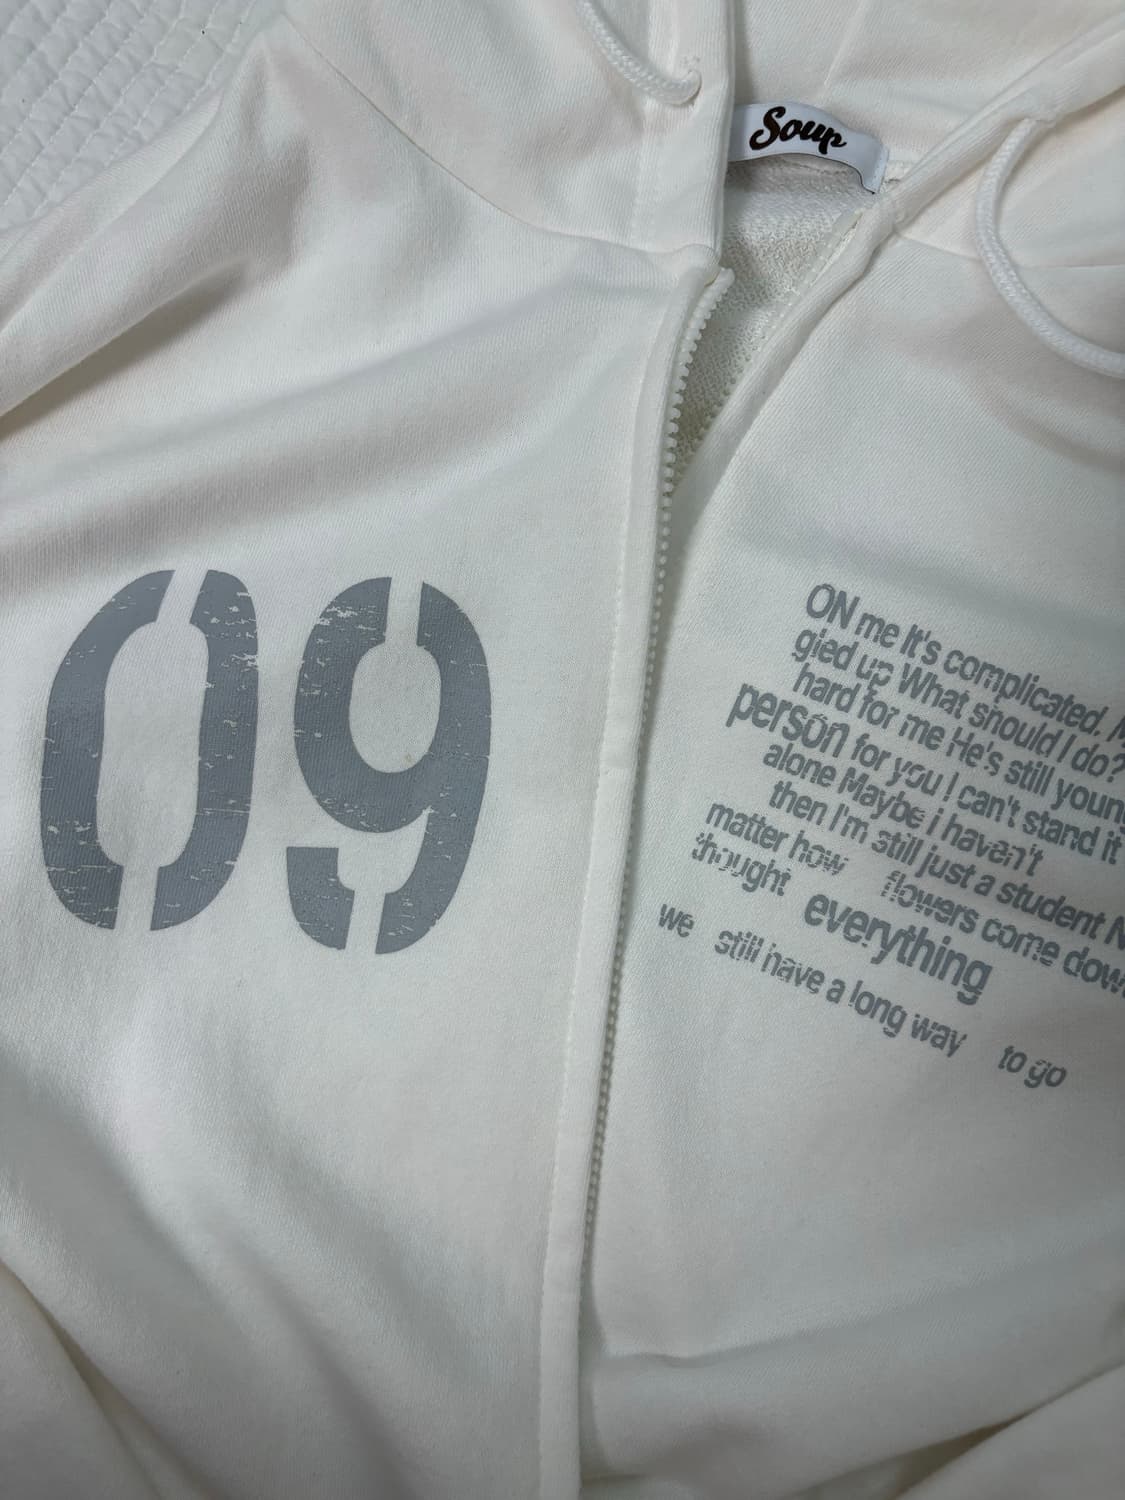 Soup
09
ON me It's complicated.
gied up What should I do?
hard for me He's still young
person for you I can't stand it
alone Maybe i haven't
then I'm still just a student
matter how flowers come down
thought everything
we still have a long way to go